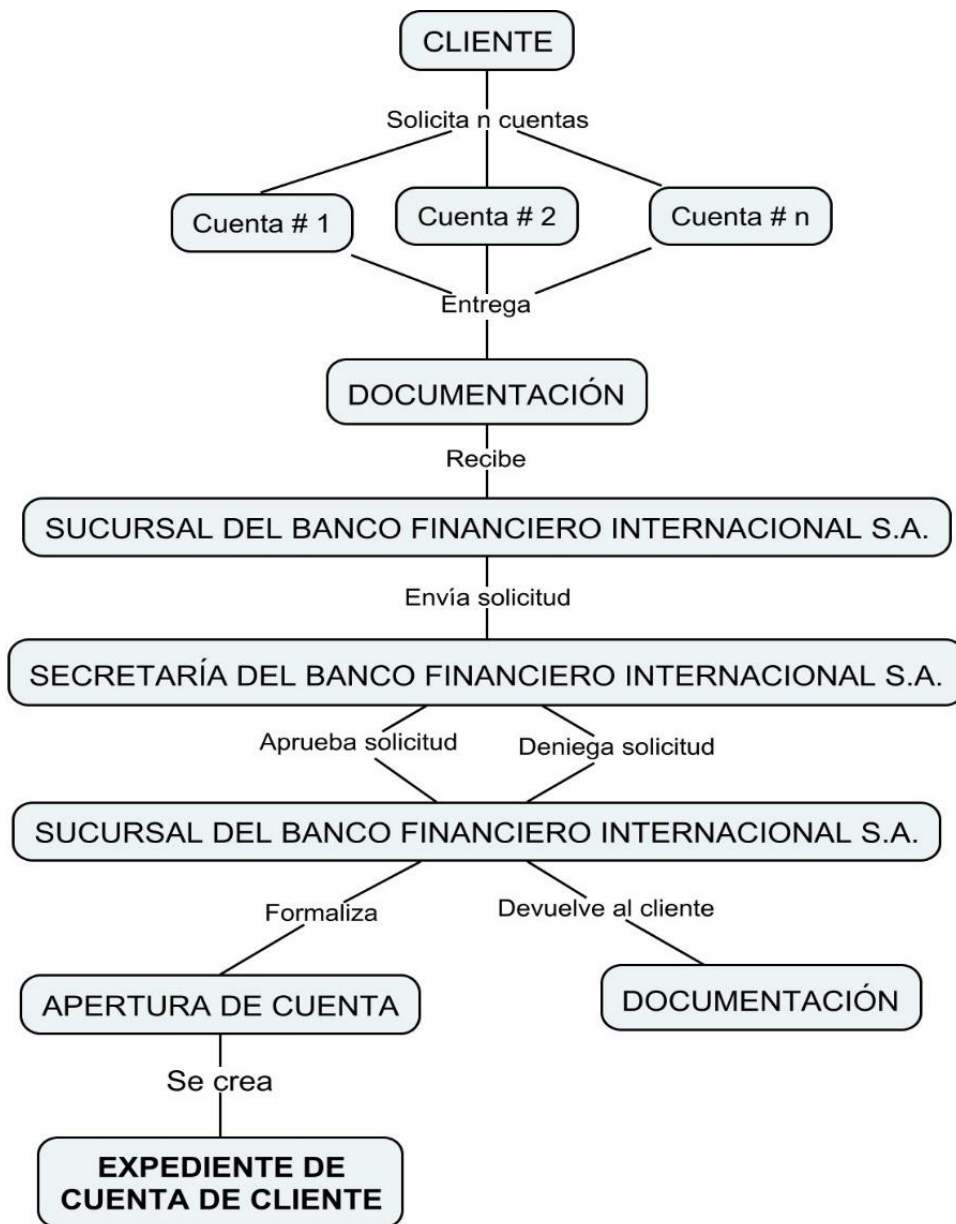 CLIENTE
Solicita n cuentas
Cuenta # 1
Cuenta # 2
Cuenta # n
Entrega
DOCUMENTACIÓN
Recibe
SUCURSAL DEL BANCO FINANCIERO INTERNACIONAL S.A.
Envía solicitud
SECRETARÍA DEL BANCO FINANCIERO INTERNACIONAL S.A.
Aprueba solicitud
Deniega solicitud
SUCURSAL DEL BANCO FINANCIERO INTERNACIONAL S.A.
Formaliza
Devuelve al cliente
APERTURA DE CUENTA
DOCUMENTACIÓN
Se crea
EXPEDIENTE DE
CUENTA DE CLIENTE